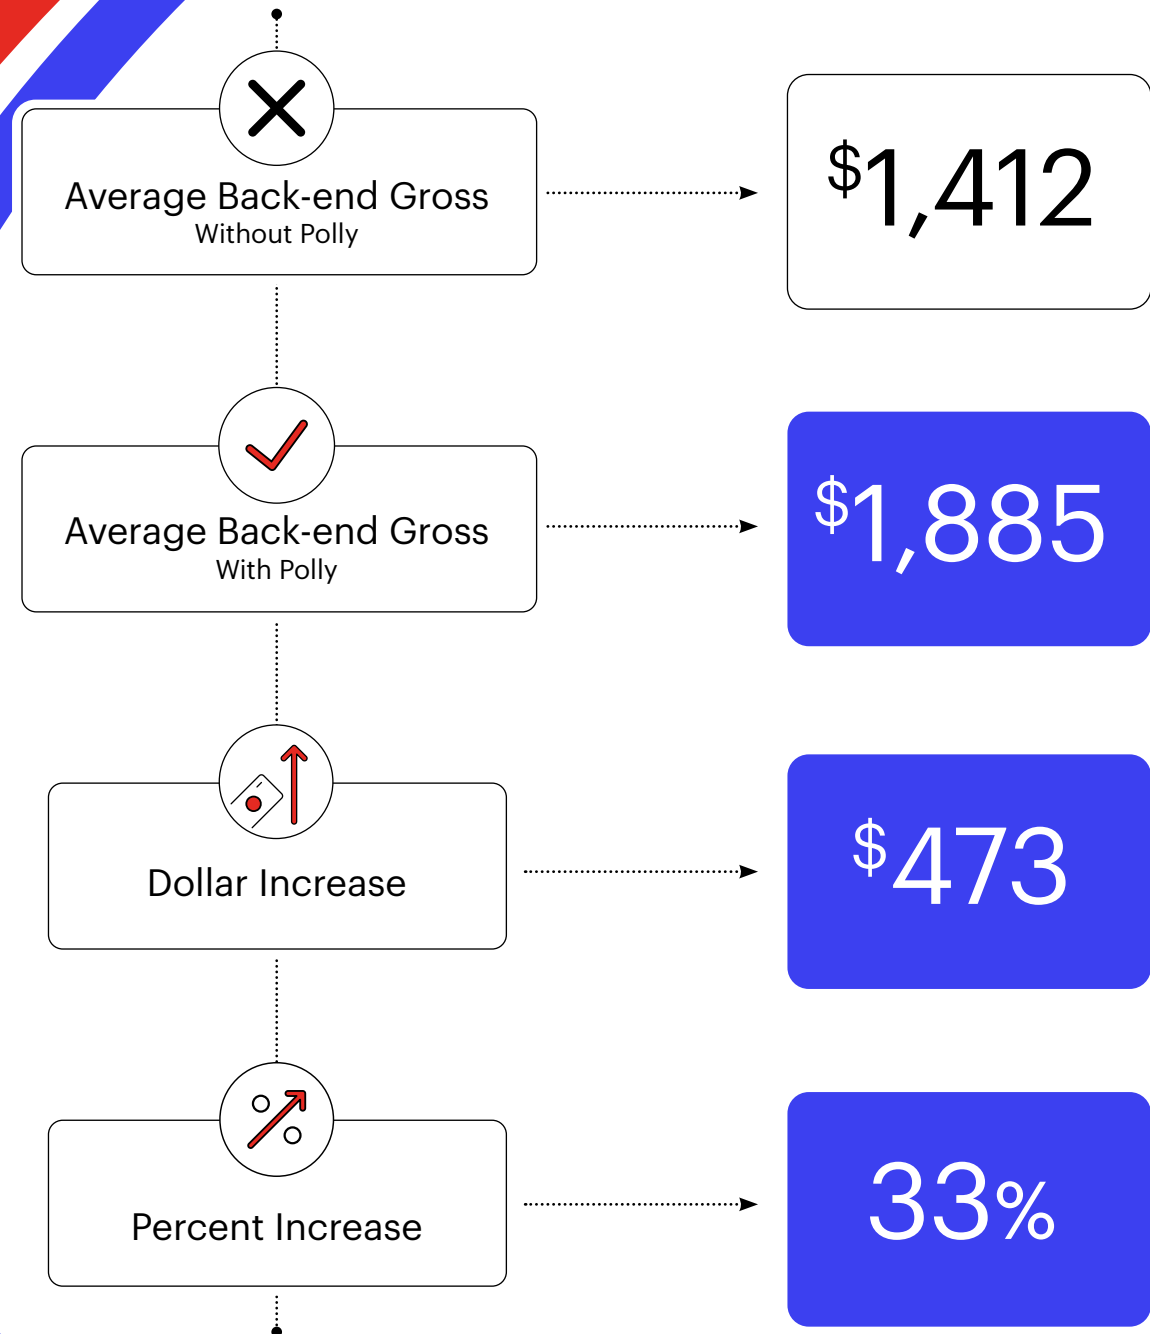 Average Back-end Gross
Without Polly
$1,412
Average Back-end Gross
With Polly
$1,885
Dollar Increase
$473
Percent Increase
33%